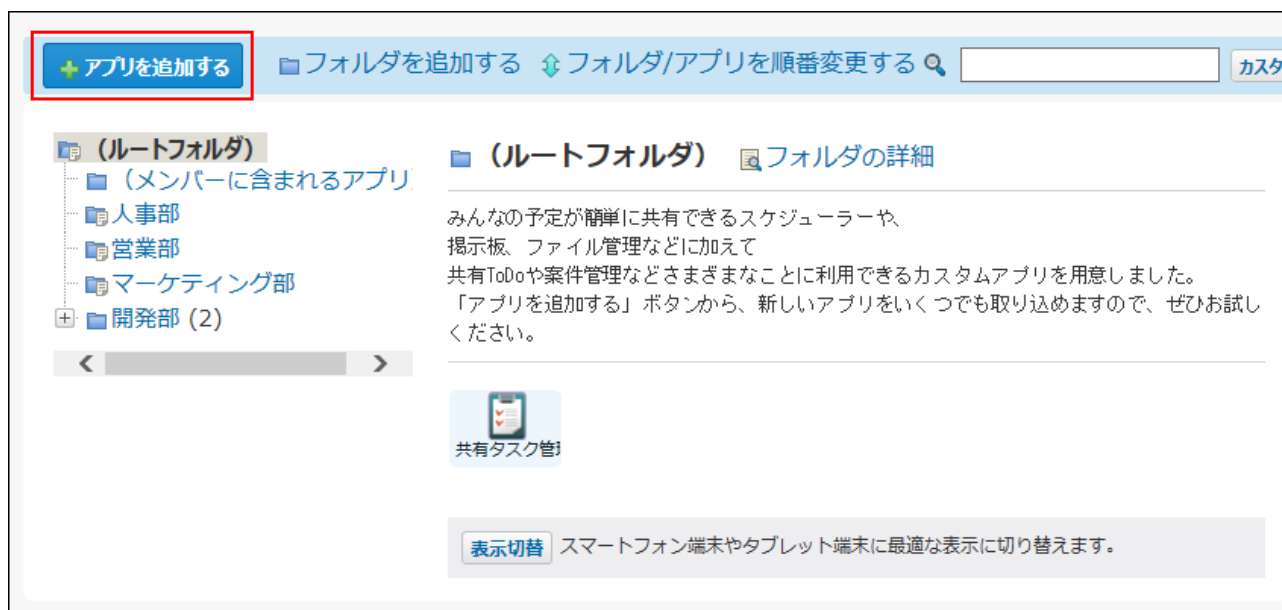 アプリを追加する フォルダを追加する フォルダ/アプリを順番変更する カスタ
(ルートフォルダ)
(メンバーに含まれるアプリ
人事部
営業部
マーケティング部
開発部 (2)
(ルートフォルダ) フォルダの詳細
みんなの予定が簡単に共有できるスケジューラーや、
掲示板、ファイル管理などに加えて
共有ToDoや案件管理などさまざまなことに利用できるカスタムアプリを用意しました。
「アプリを追加する」ボタンから、新しいアプリをいくつでも取り込めますので、ぜひお試し
ください。
共有タスク管
表示切替 スマートフォン端末やタブレット端末に最適な表示に切り替えます。